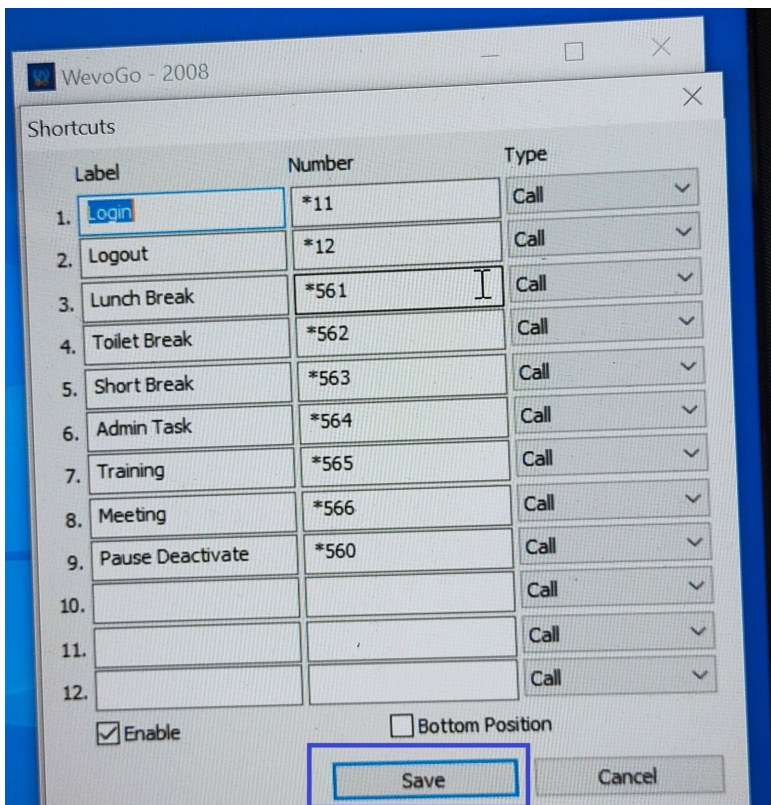 WevoGo - 2008
Shortcuts
Label Number Type
1. Login *11 Call
2. Logout *12 Call
3. Lunch Break *561 Call
4. Toilet Break *562 Call
5. Short Break *563 Call
6. Admin Task *564 Call
7. Training *565 Call
8. Meeting *566 Call
9. Pause Deactivate *560 Call
10. Call
11. Call
12. Call
Enable Bottom Position
Save Cancel